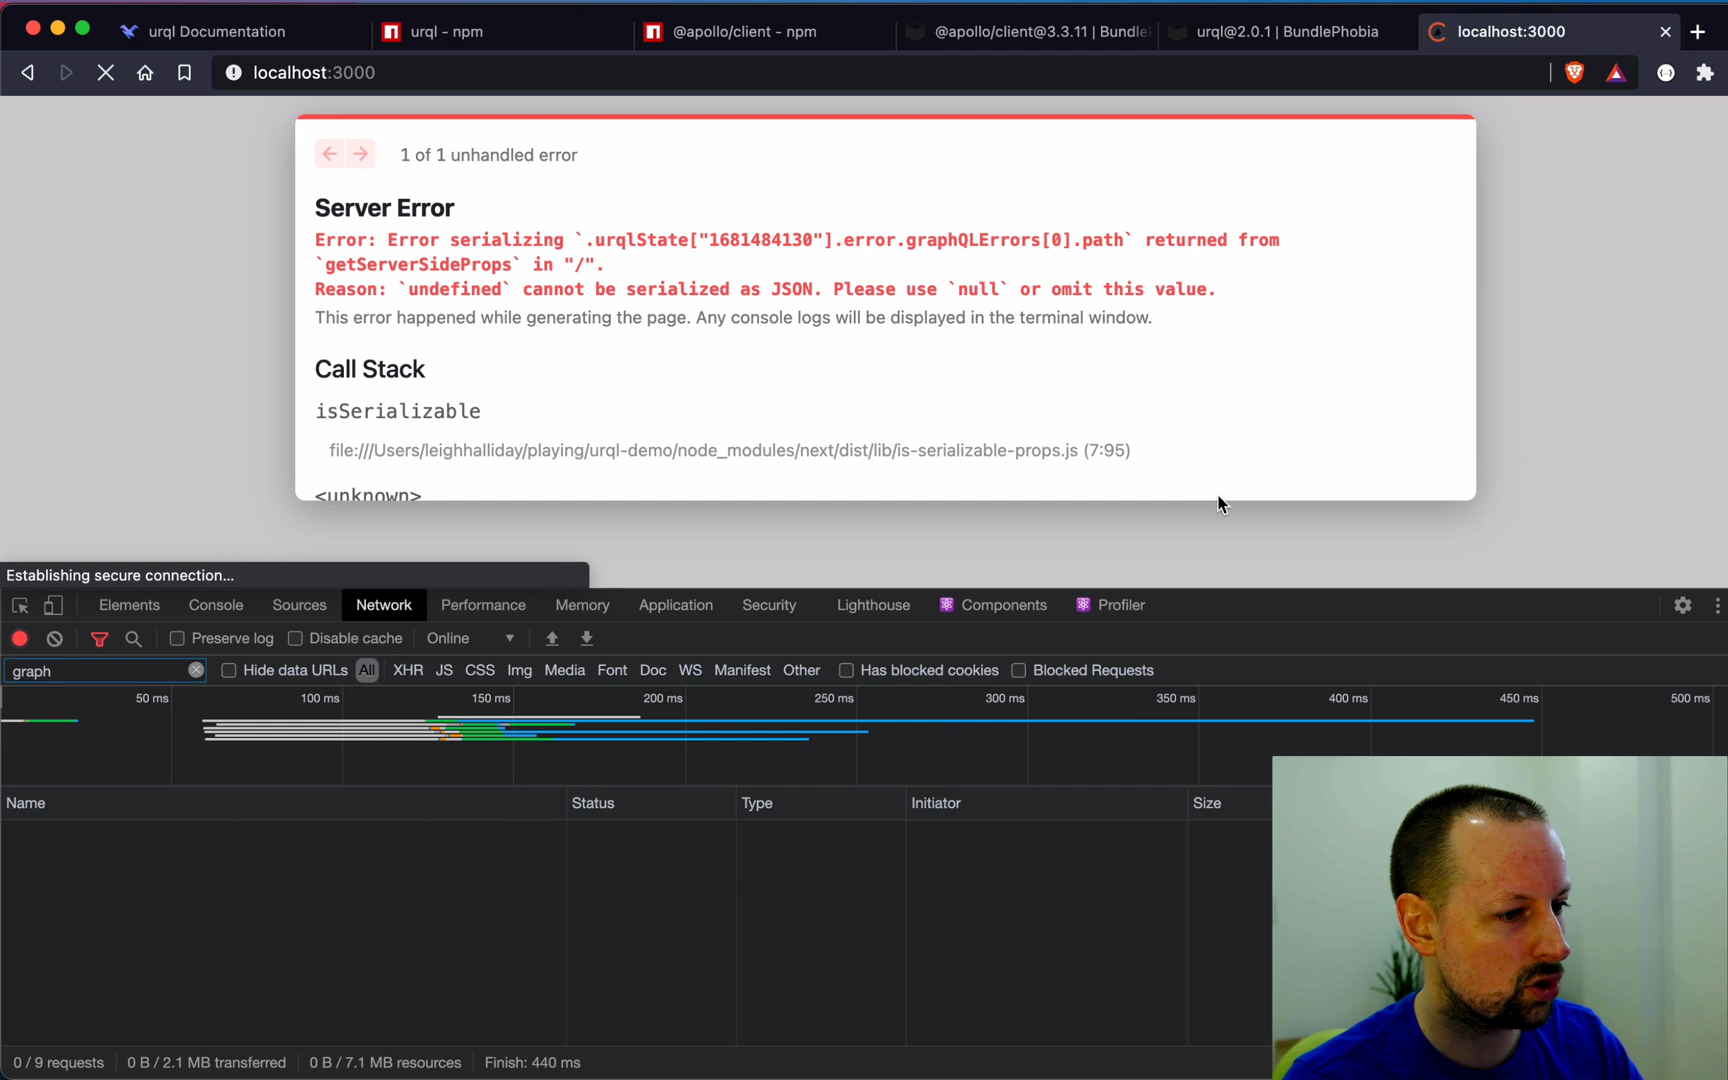 urql Documentation
urql - npm
@apollo/client - npm
@apollo/client@3.3.11 | Bundle
urql@2.0.1 | BundlePhobia
localhost:3000
localhost:3000
1 of 1 unhandled error
Server Error
Error: Error serializing `.urqlState["1681484130"].error.graphQLErrors[0].path` returned from
`getServerSideProps` in "/".
Reason: `undefined` cannot be serialized as JSON. Please use `null` or omit this value.
This error happened while generating the page. Any console logs will be displayed in the terminal window.
Call Stack
isSerializable
file:///Users/leighhalliday/playing/urql-demo/node_modules/next/dist/lib/is-serializable-props.js (7:95)
<unknown>
Establishing secure connection...
Elements Console Sources Network Performance Memory Application Security Lighthouse Components Profiler
Preserve log Disable cache Online
graph Hide data URLs All XHR JS CSS Img Media Font Doc WS Manifest Other Has blocked cookies Blocked Requests
50 ms 100 ms 150 ms 200 ms 250 ms 300 ms 350 ms 400 ms 450 ms 500 ms
Name Status Type Initiator Size
0 / 9 requests 0 B / 2.1 MB transferred 0 B / 7.1 MB resources Finish: 440 ms